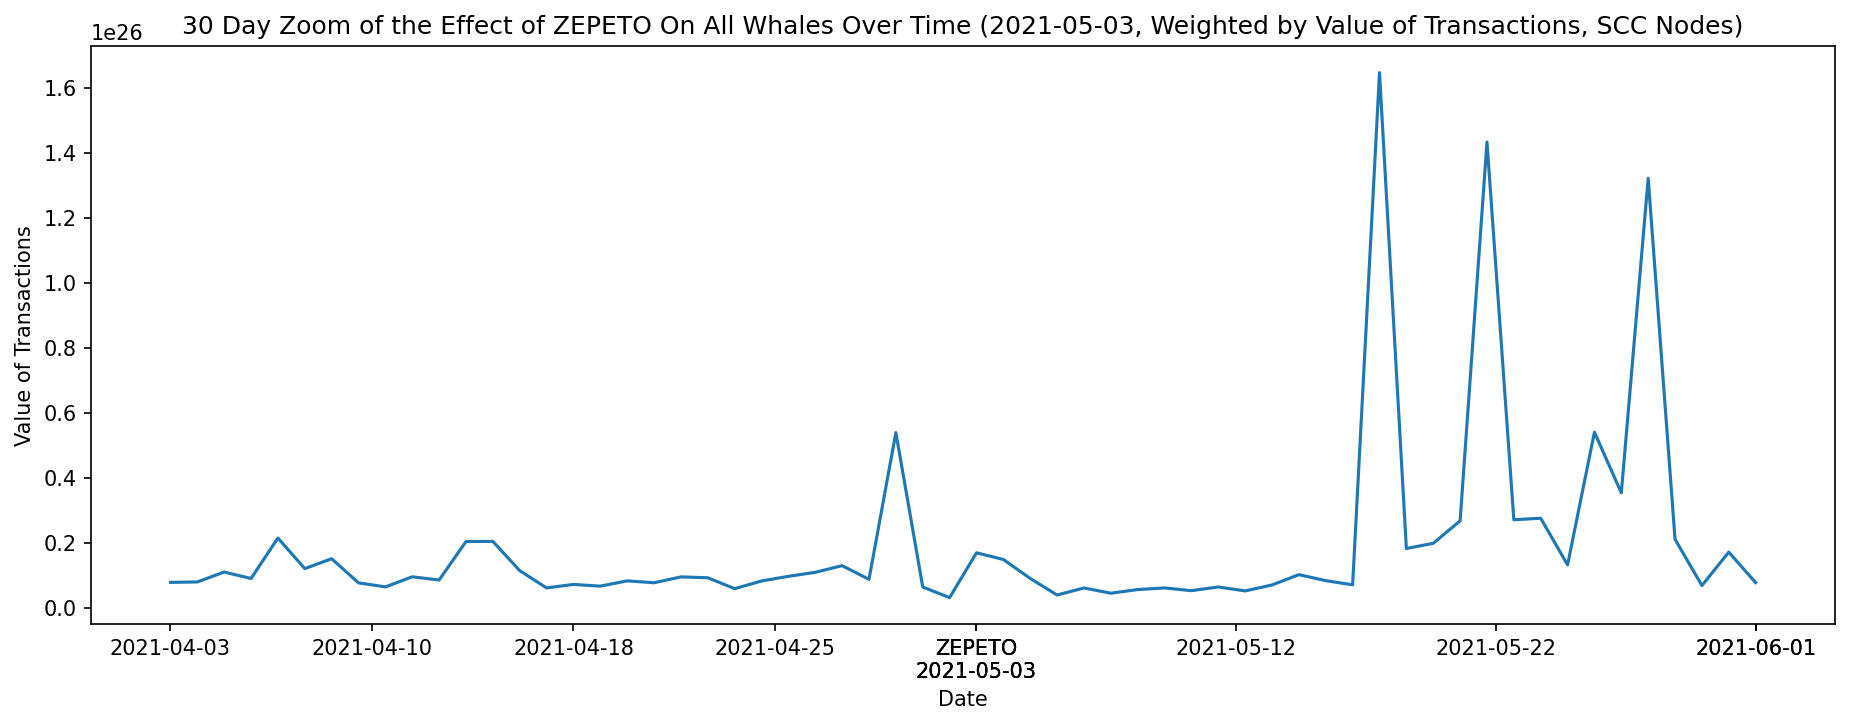 30 Day Zoom of the Effect of ZEPETO On All Whales Over Time (2021-05-03, Weighted by Value of Transactions, SCC Nodes)
1e26
1.6
1.4
1.2
1.0
0.8
0.6
0.4
0.2
0.0
Value of Transactions
2021-04-03 2021-04-10 2021-04-18 2021-04-25 ZEPETO 2021-05-12 2021-05-22 2021-06-01
2021-05-03
Date